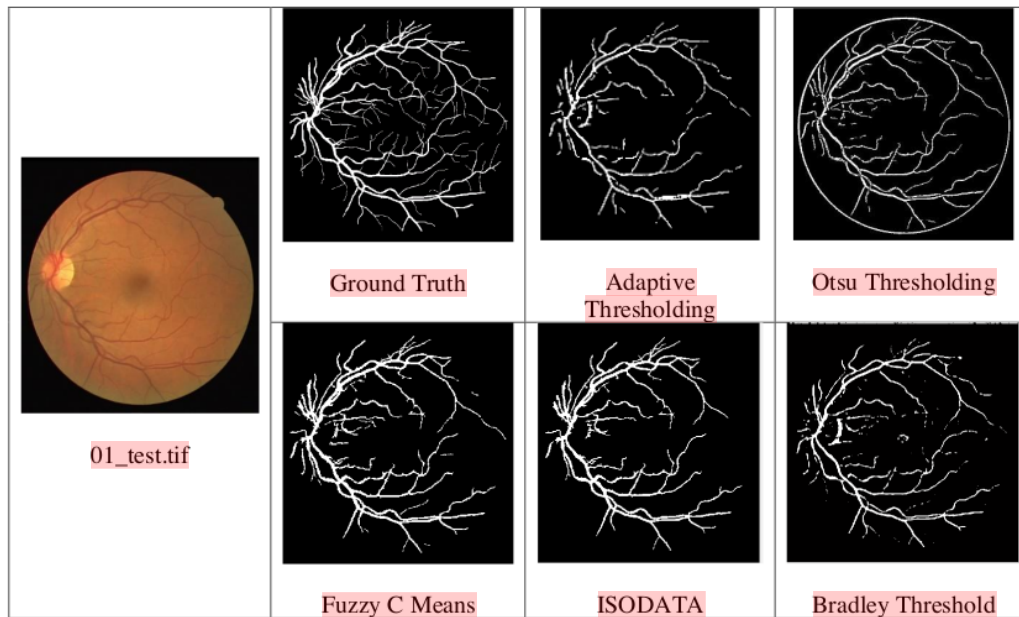 Ground Truth
Adaptive
Thresholding
Otsu Thresholding
01_test.tif
Fuzzy C Means
ISODATA
Bradley Threshold